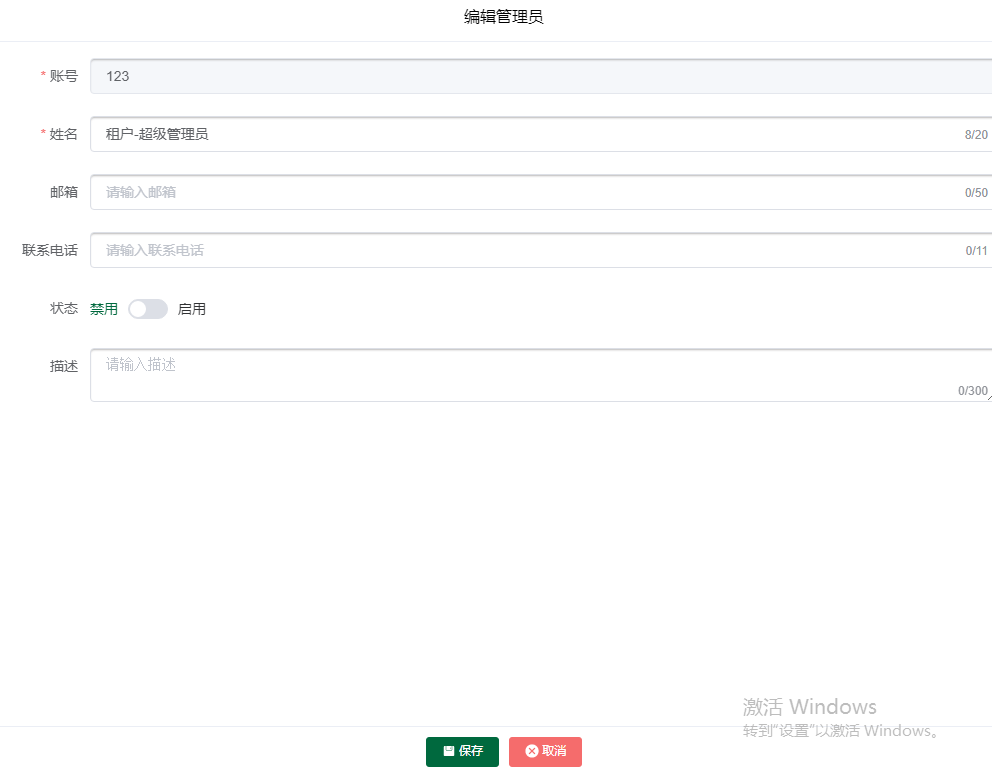 编辑管理员
* 账号 123
* 姓名 租户-超级管理员 8/20
邮箱 请输入邮箱 0/50
联系电话 请输入联系电话 0/11
状态 禁用 启用
描述 请输入描述
0/300
激活 Windows
转到"设置"以激活 Windows。
保存 取消